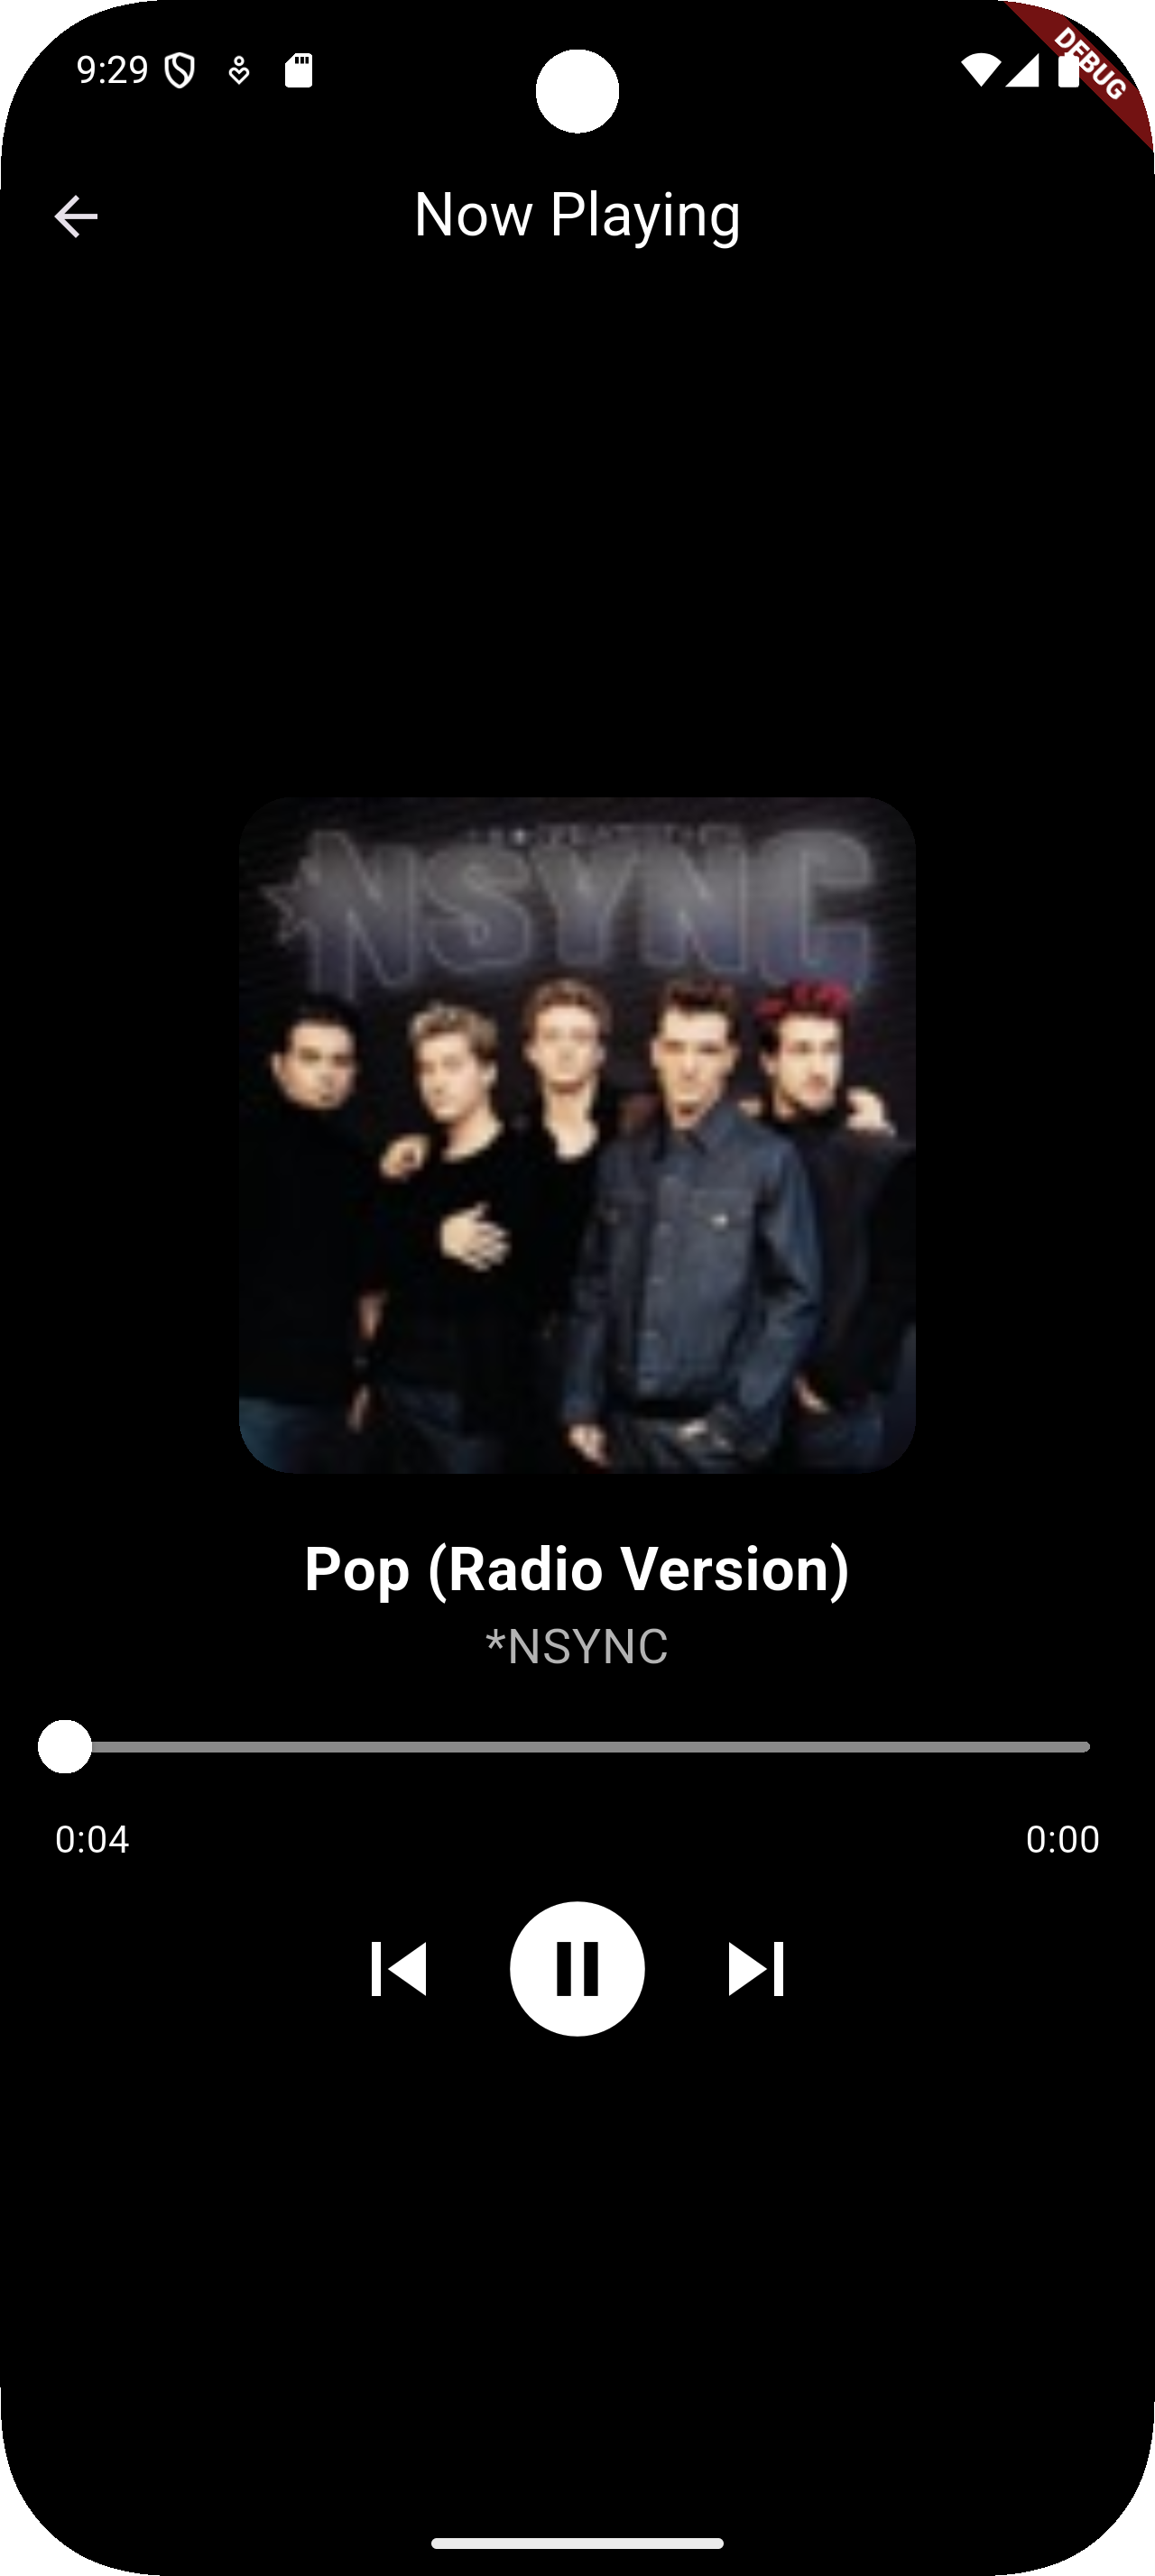 9:29
DEBUG
Now Playing
*NSYNC
Pop (Radio Version)
*NSYNC
0:04 0:00